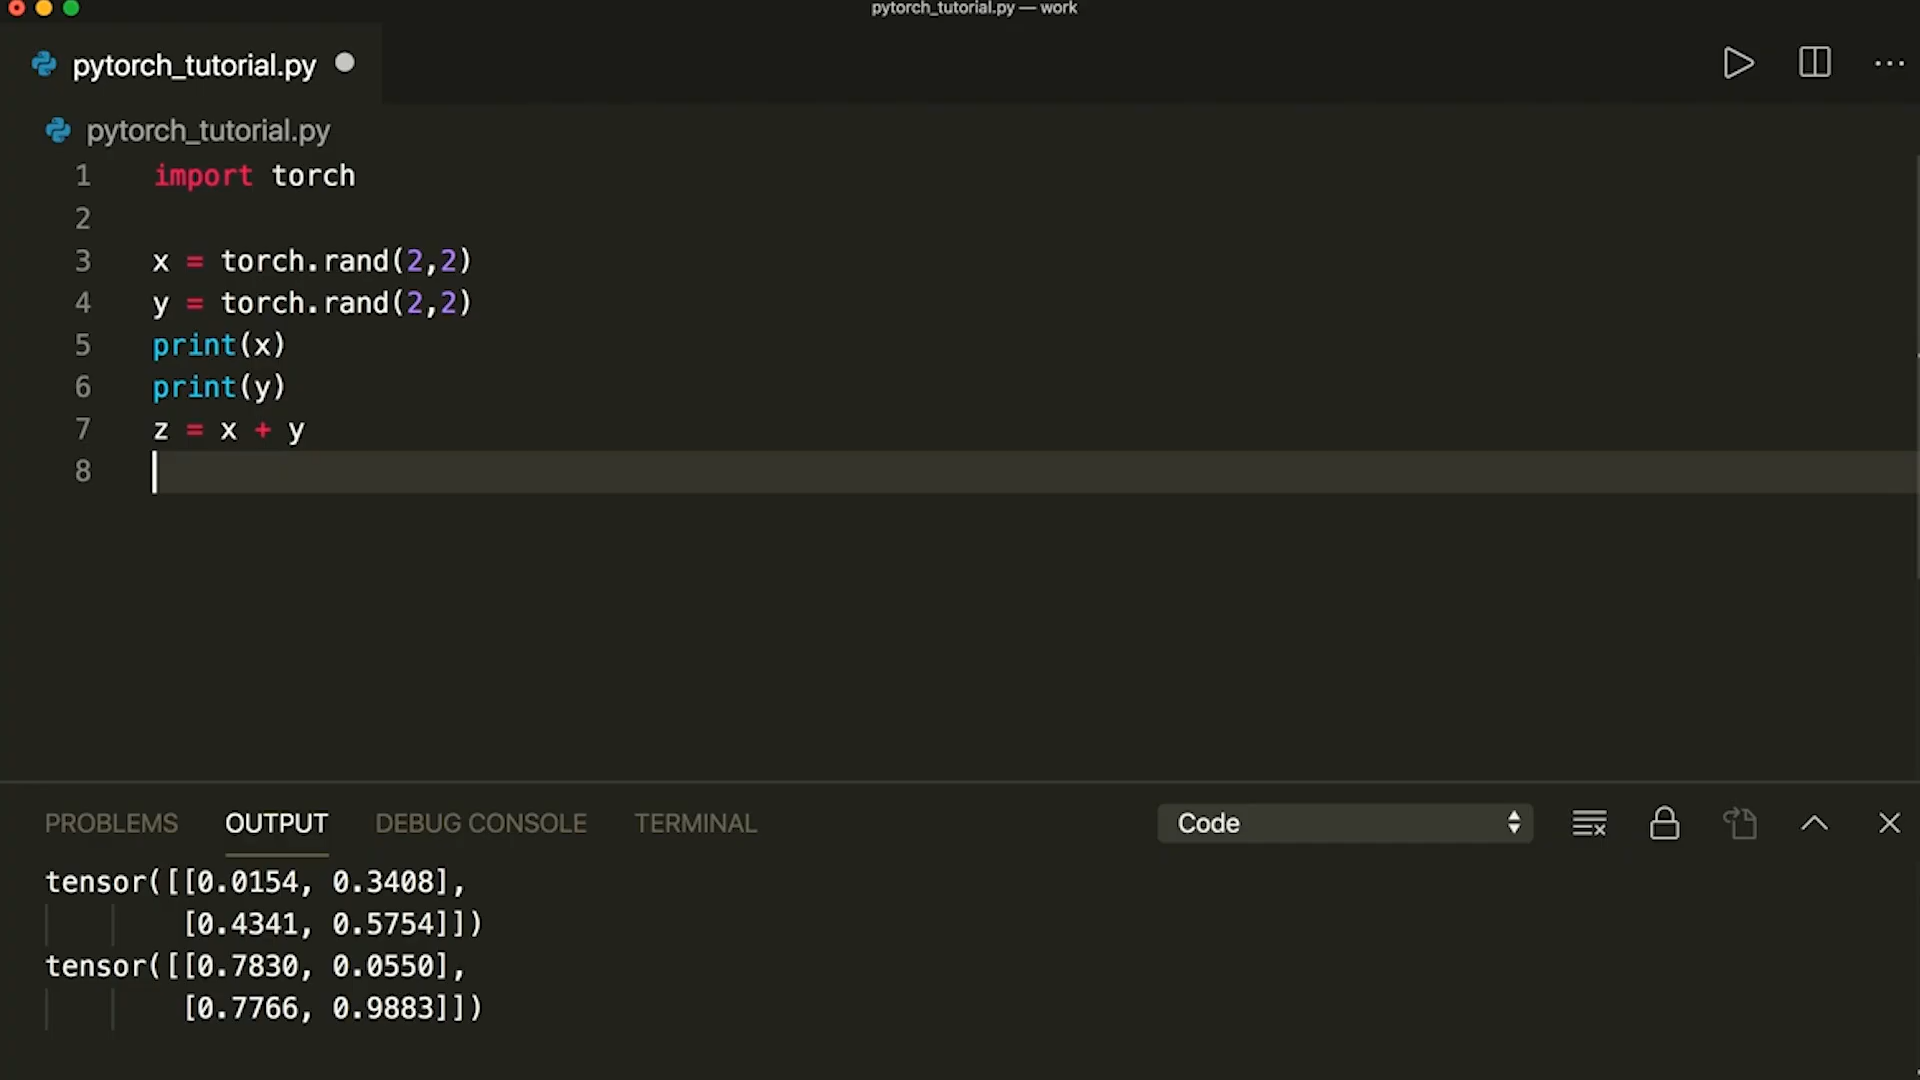 pytorch_tutorial.py — work
pytorch_tutorial.py
pytorch_tutorial.py
1 import torch
2
3 x = torch.rand(2,2)
4 y = torch.rand(2,2)
5 print(x)
6 print(y)
7 z = x + y
8
PROBLEMS OUTPUT DEBUG CONSOLE TERMINAL Code
tensor([[0.0154, 0.3408],
[0.4341, 0.5754]])
tensor([[0.7830, 0.0550],
[0.7766, 0.9883]])